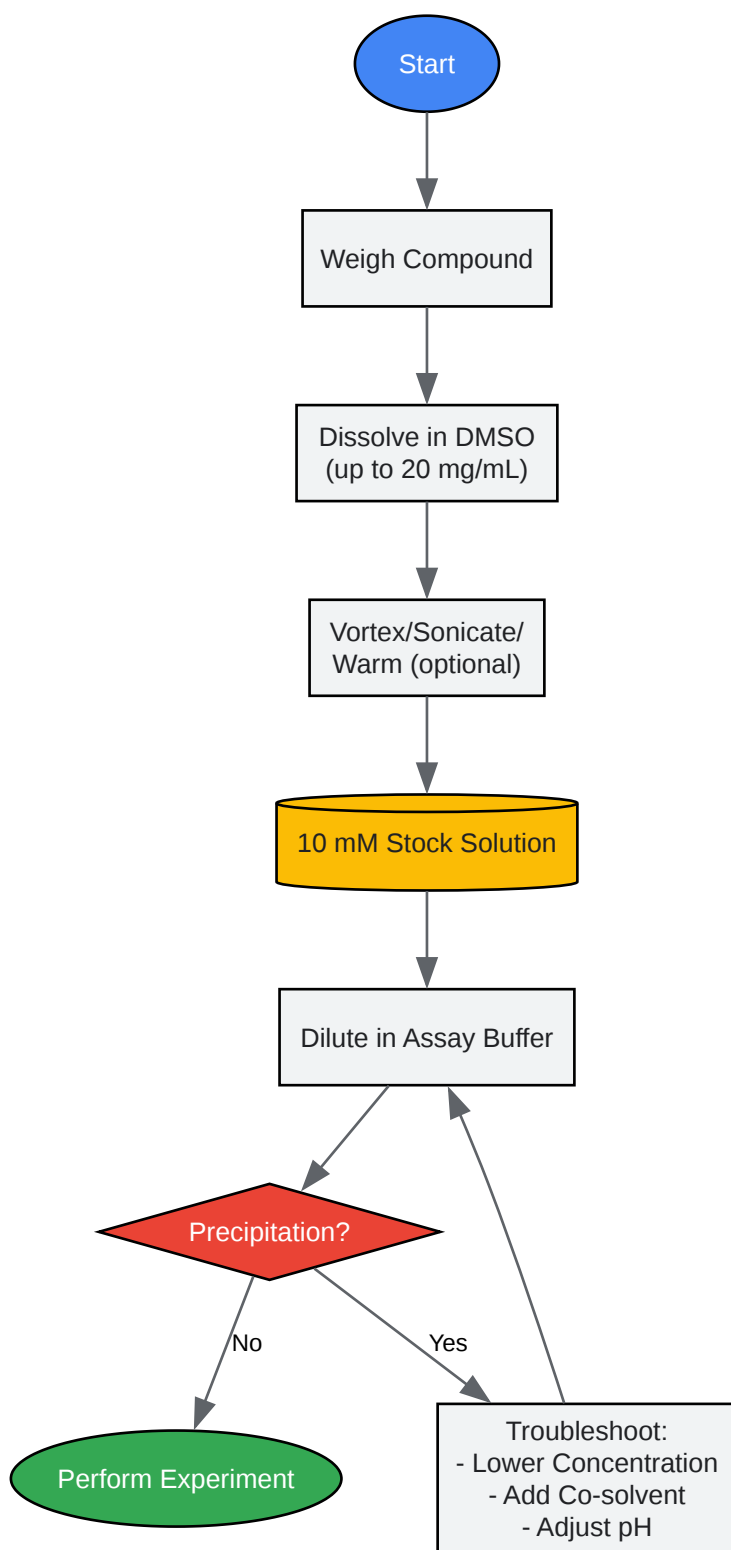 Start
Weigh Compound
Dissolve in DMSO
(up to 20 mg/mL)
Vortex/Sonicate/
Warm (optional)
10 mM Stock Solution
Dilute in Assay Buffer
Precipitation?
No
Yes
Perform Experiment
Troubleshoot:
- Lower Concentration
- Add Co-solvent
- Adjust pH